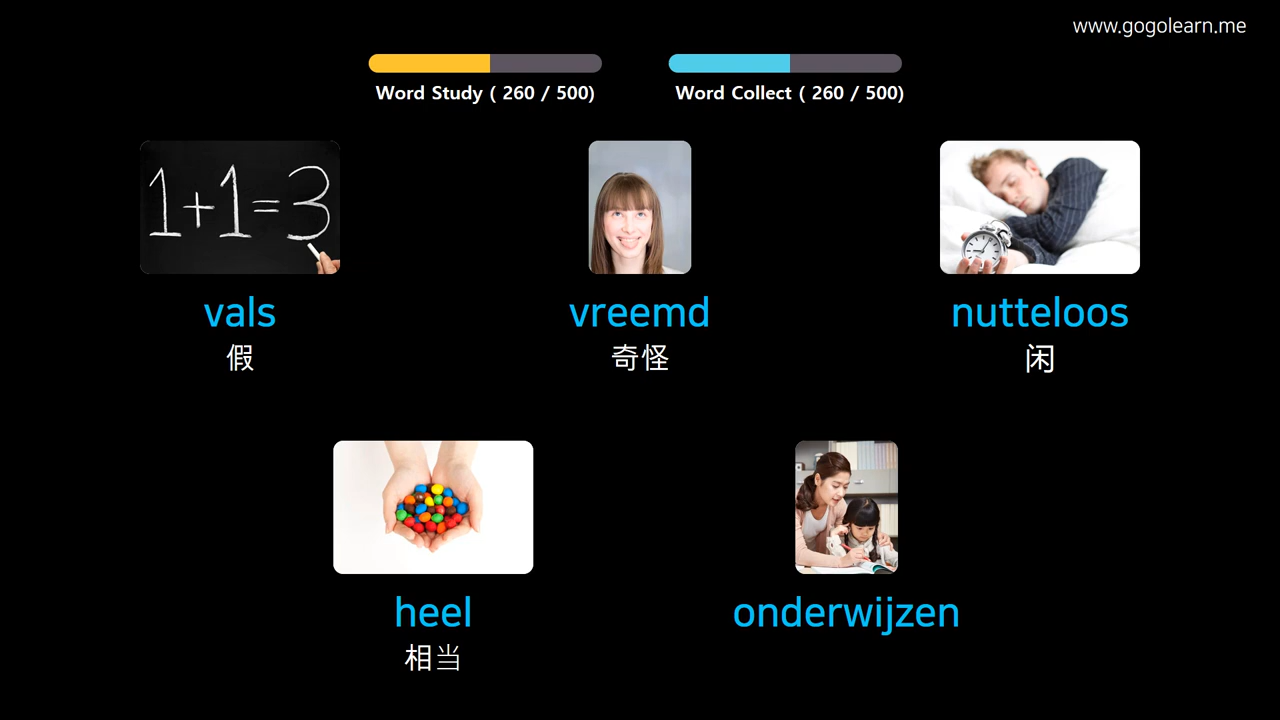 www.gogolearn.me
Word Study ( 260 / 500)
Word Collect ( 260 / 500)
1+1=3
vals
假
vreemd
奇怪
nutteloos
闲
heel
相当
onderwijzen